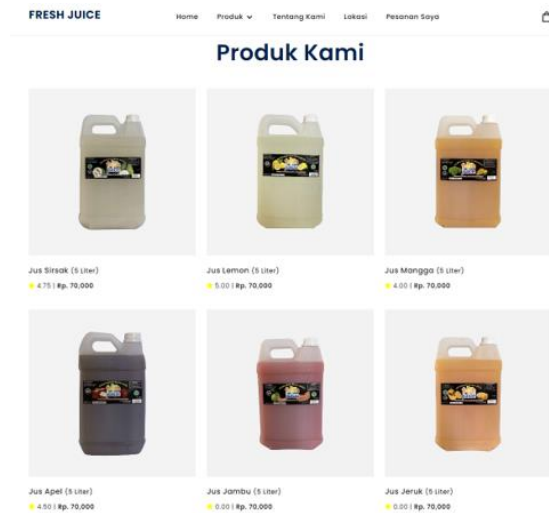 FRESH JUICE
Home Produk Tentang Kami Lokasi Pesanan Saya
Produk Kami
Jus Sirsak (5 Liter)
4.75 | Rp. 70,000
Jus Lemon (5 Liter)
5.00 | Rp. 70,000
Jus Mangga (5 Liter)
4.00 | Rp. 70,000
Jus Apel (5 Liter)
4.50 | Rp. 70,000
Jus Jambu (5 Liter)
0.00 | Rp. 70,000
Jus Jeruk (5 Liter)
0.00 | Rp. 70,000